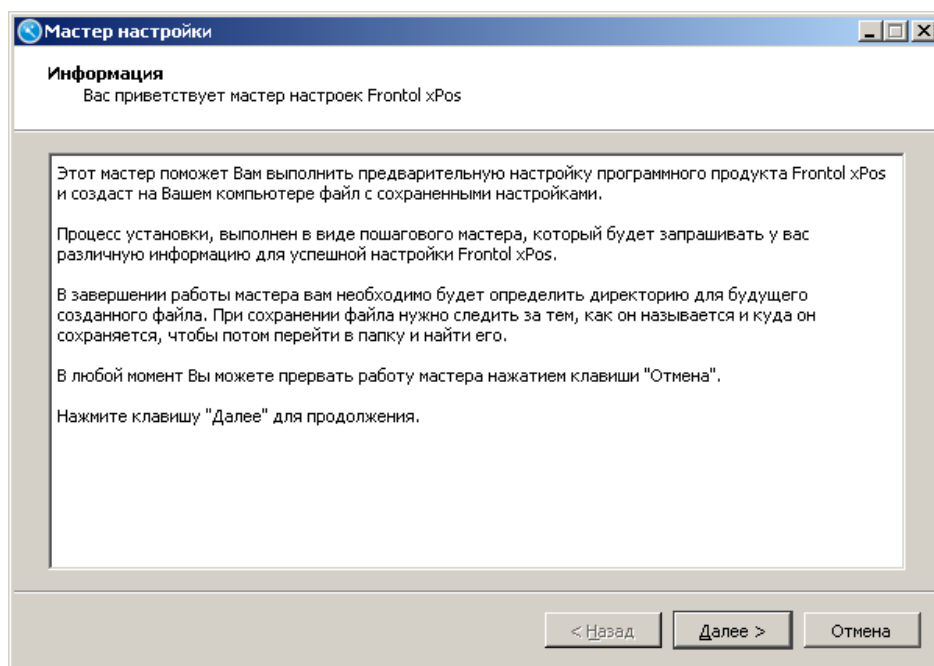 Мастер настройки
Информация
Вас приветствует мастер настроек Frontol xPos
Этот мастер поможет Вам выполнить предварительную настройку программного продукта Frontol xPos
и создаст на Вашем компьютере файл с сохраненными настройками.
Процесс установки, выполнен в виде пошагового мастера, который будет запрашивать у вас
различную информацию для успешной настройки Frontol xPos.
В завершении работы мастера вам необходимо будет определить директорию для будущего
созданного файла. При сохранении файла нужно следить за тем, как он называется и куда он
сохраняется, чтобы потом перейти в папку и найти его.
В любой момент Вы можете прервать работу мастера нажатием клавиши "Отмена".
Нажмите клавишу "Далее" для продолжения.
< Назад Далее > Отмена